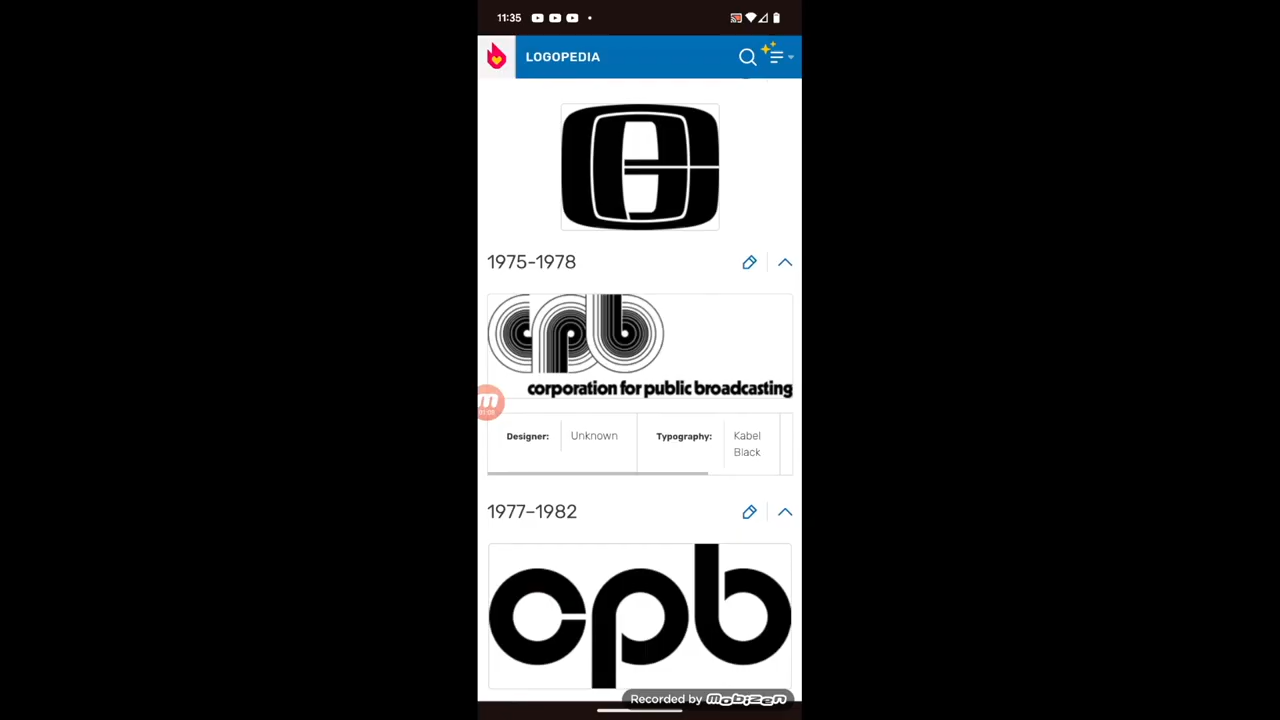 11:35
LOGOPEDIA
1975-1978
cpb
corporation for public broadcasting
Designer: Unknown Typography: Kabel
Black
1977–1982
cpb
Recorded by mobizen